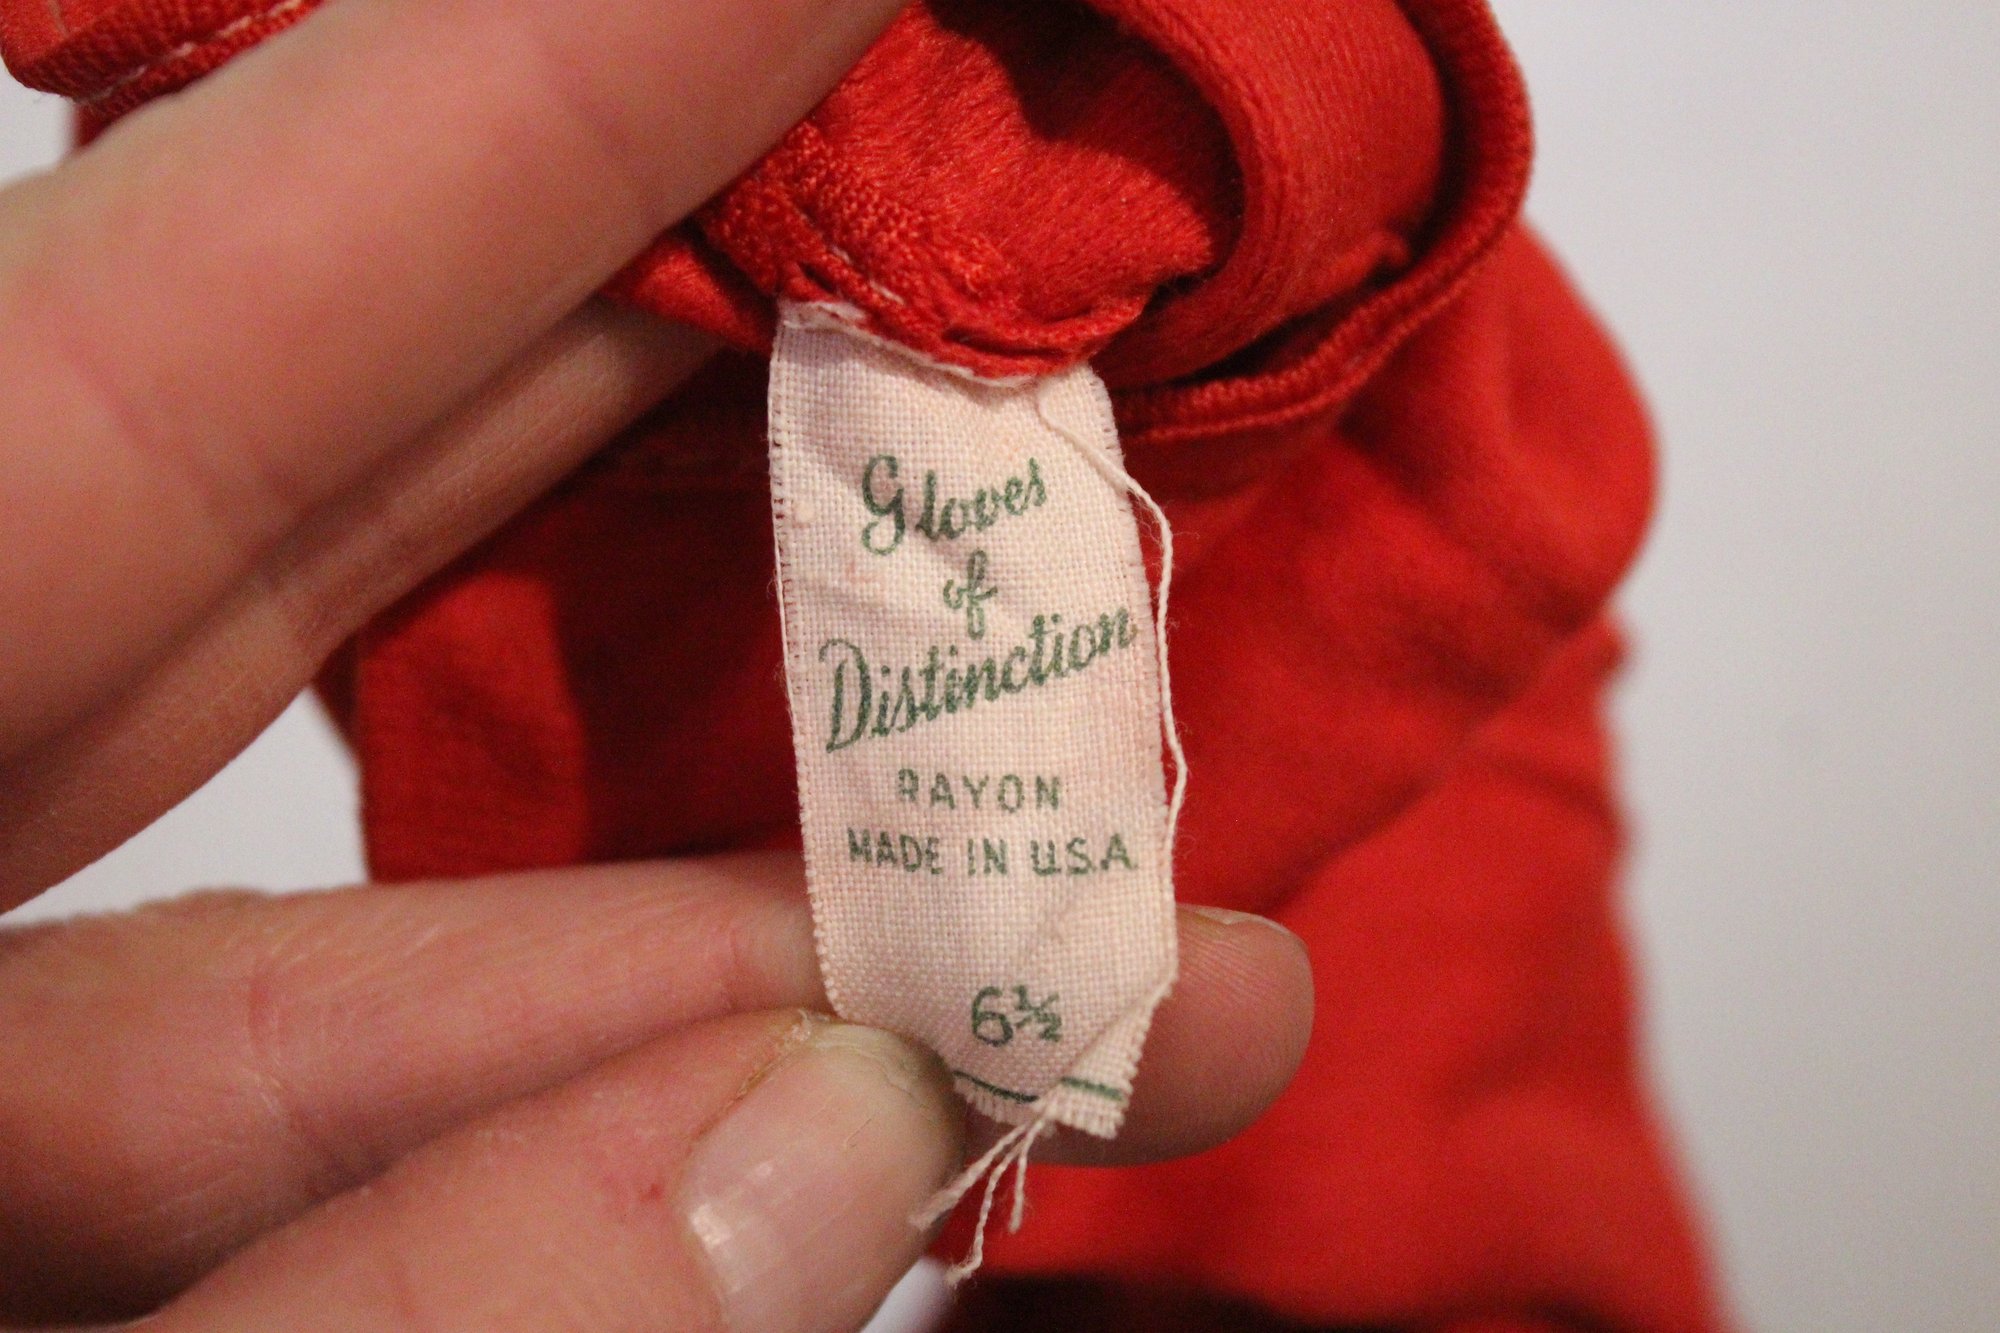 Gloves
of
Distinction
RAYON
MADE IN U.S.A.
6½